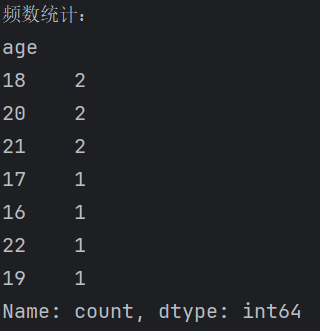 频数统计：
age
18    2
20    2
21    2
17    1
16    1
22    1
19    1
Name: count, dtype: int64